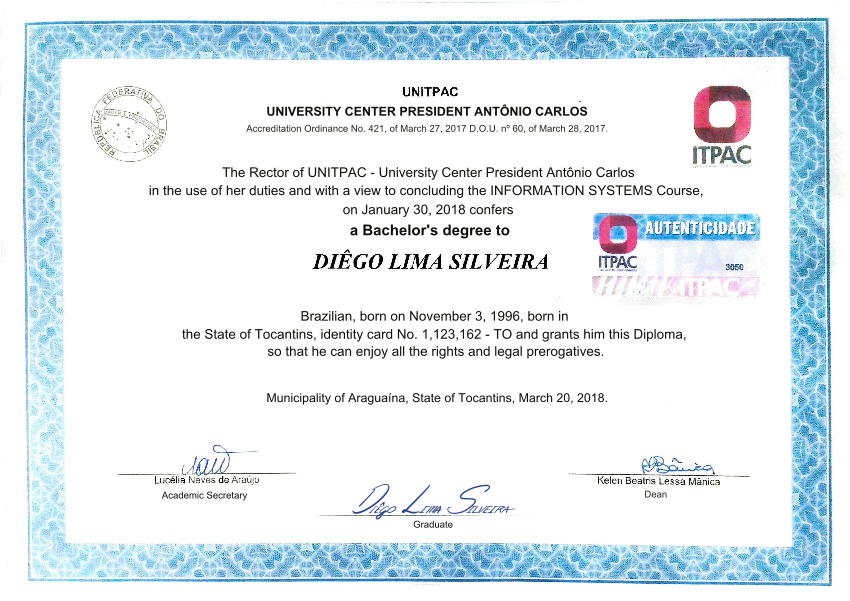 UNITPAC
UNIVERSITY CENTER PRESIDENT ANTÔNIO CARLOS
Accreditation Ordinance No. 421, of March 27, 2017 D.O.U. nº 60, of March 28, 2017.
REPÚBLICA FEDERATIVA DO BRASIL
ITPAC
The Rector of UNITPAC - University Center President Antônio Carlos
in the use of her duties and with a view to concluding the INFORMATION SYSTEMS Course,
on January 30, 2018 confers
a Bachelor's degree to
DIÊGO LIMA SILVEIRA
AUTENTICIDADE
ITPAC
3050
ITPAC
Brazilian, born on November 3, 1996, born in
the State of Tocantins, identity card No. 1,123,162 - TO and grants him this Diploma,
so that he can enjoy all the rights and legal prerogatives.
Municipality of Araguaína, State of Tocantins, March 20, 2018.
Lucélia Neves de Araújo
Academic Secretary
Kelen Beatris Lessa Mânica
Dean
Diêgo Lima Silveira
Graduate